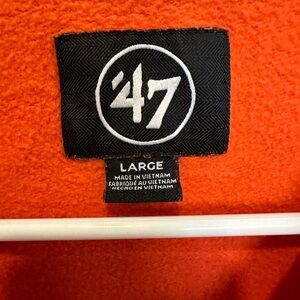 '47
LARGE
MADE IN VIETNAM
FABRIQUÉ AU VIETNAM
HECHO EN VIETNAM